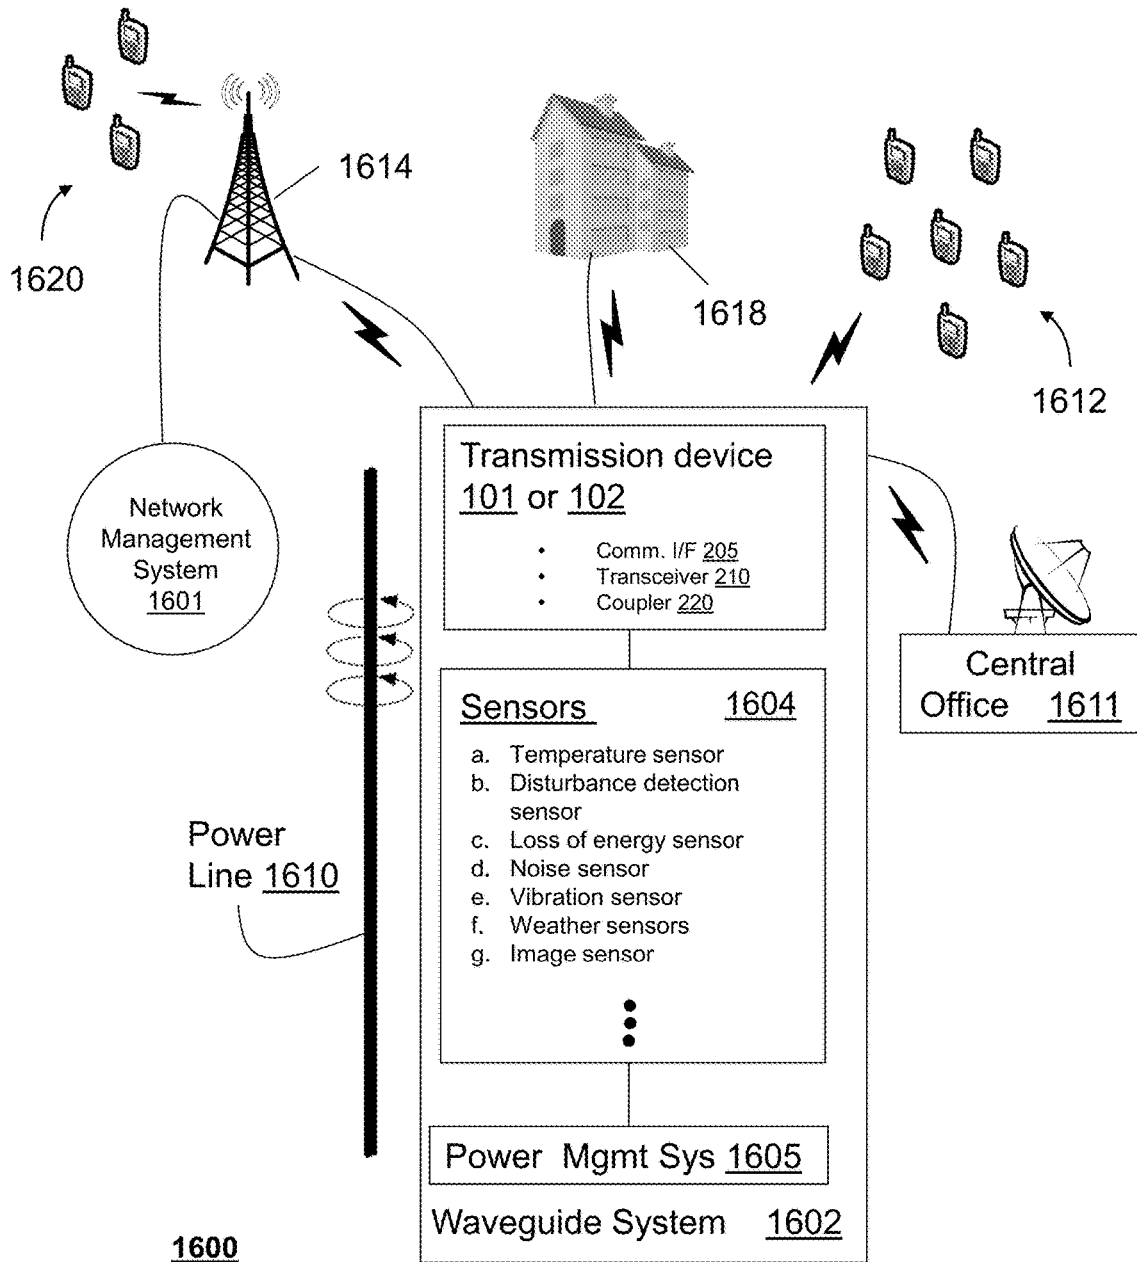 1614
1620
1618
1612
Network
Management
System
1601
Transmission device
101 or 102
• Comm. I/F 205
• Transceiver 210
• Coupler 220
Central
Office 1611
Sensors 1604
a. Temperature sensor
b. Disturbance detection
sensor
c. Loss of energy sensor
d. Noise sensor
e. Vibration sensor
f. Weather sensors
g. Image sensor
Power
Line 1610
Power Mgmt Sys 1605
Waveguide System 1602
1600